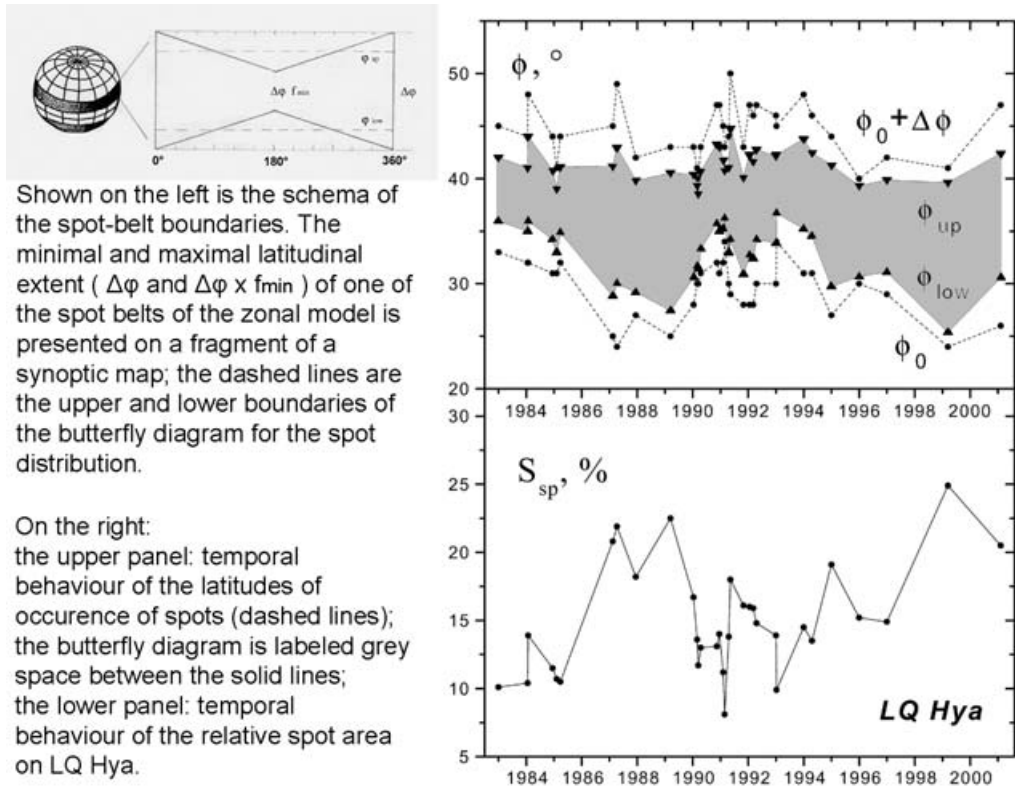 φ up
Δφ f min
Δφ
φ low
0°
180°
360°
Shown on the left is the schema
of the spot-belt boundaries. The
minimal and maximal latitudinal
extent ( Δφ and Δφ x fmin ) of one of
the spot belts of the zonal model is
presented on a fragment of a
synoptic map; the dashed lines are
the upper and lower boundaries of
the butterfly diagram for the spot
distribution.
On the right:
the upper panel: temporal
behaviour of the latitudes of
occurence of spots (dashed lines);
the butterfly diagram is labeled grey
space between the solid lines;
the lower panel: temporal
behaviour of the relative spot area
on LQ Hya.
ϕ, °
50
ϕ0+Δϕ
40
ϕup
ϕlow
30
ϕ0
20
1984 1986 1988 1990 1992 1994 1996 1998 2000
30
Ssp, %
25
20
15
10
LQ Hya
5
1984 1986 1988 1990 1992 1994 1996 1998 2000